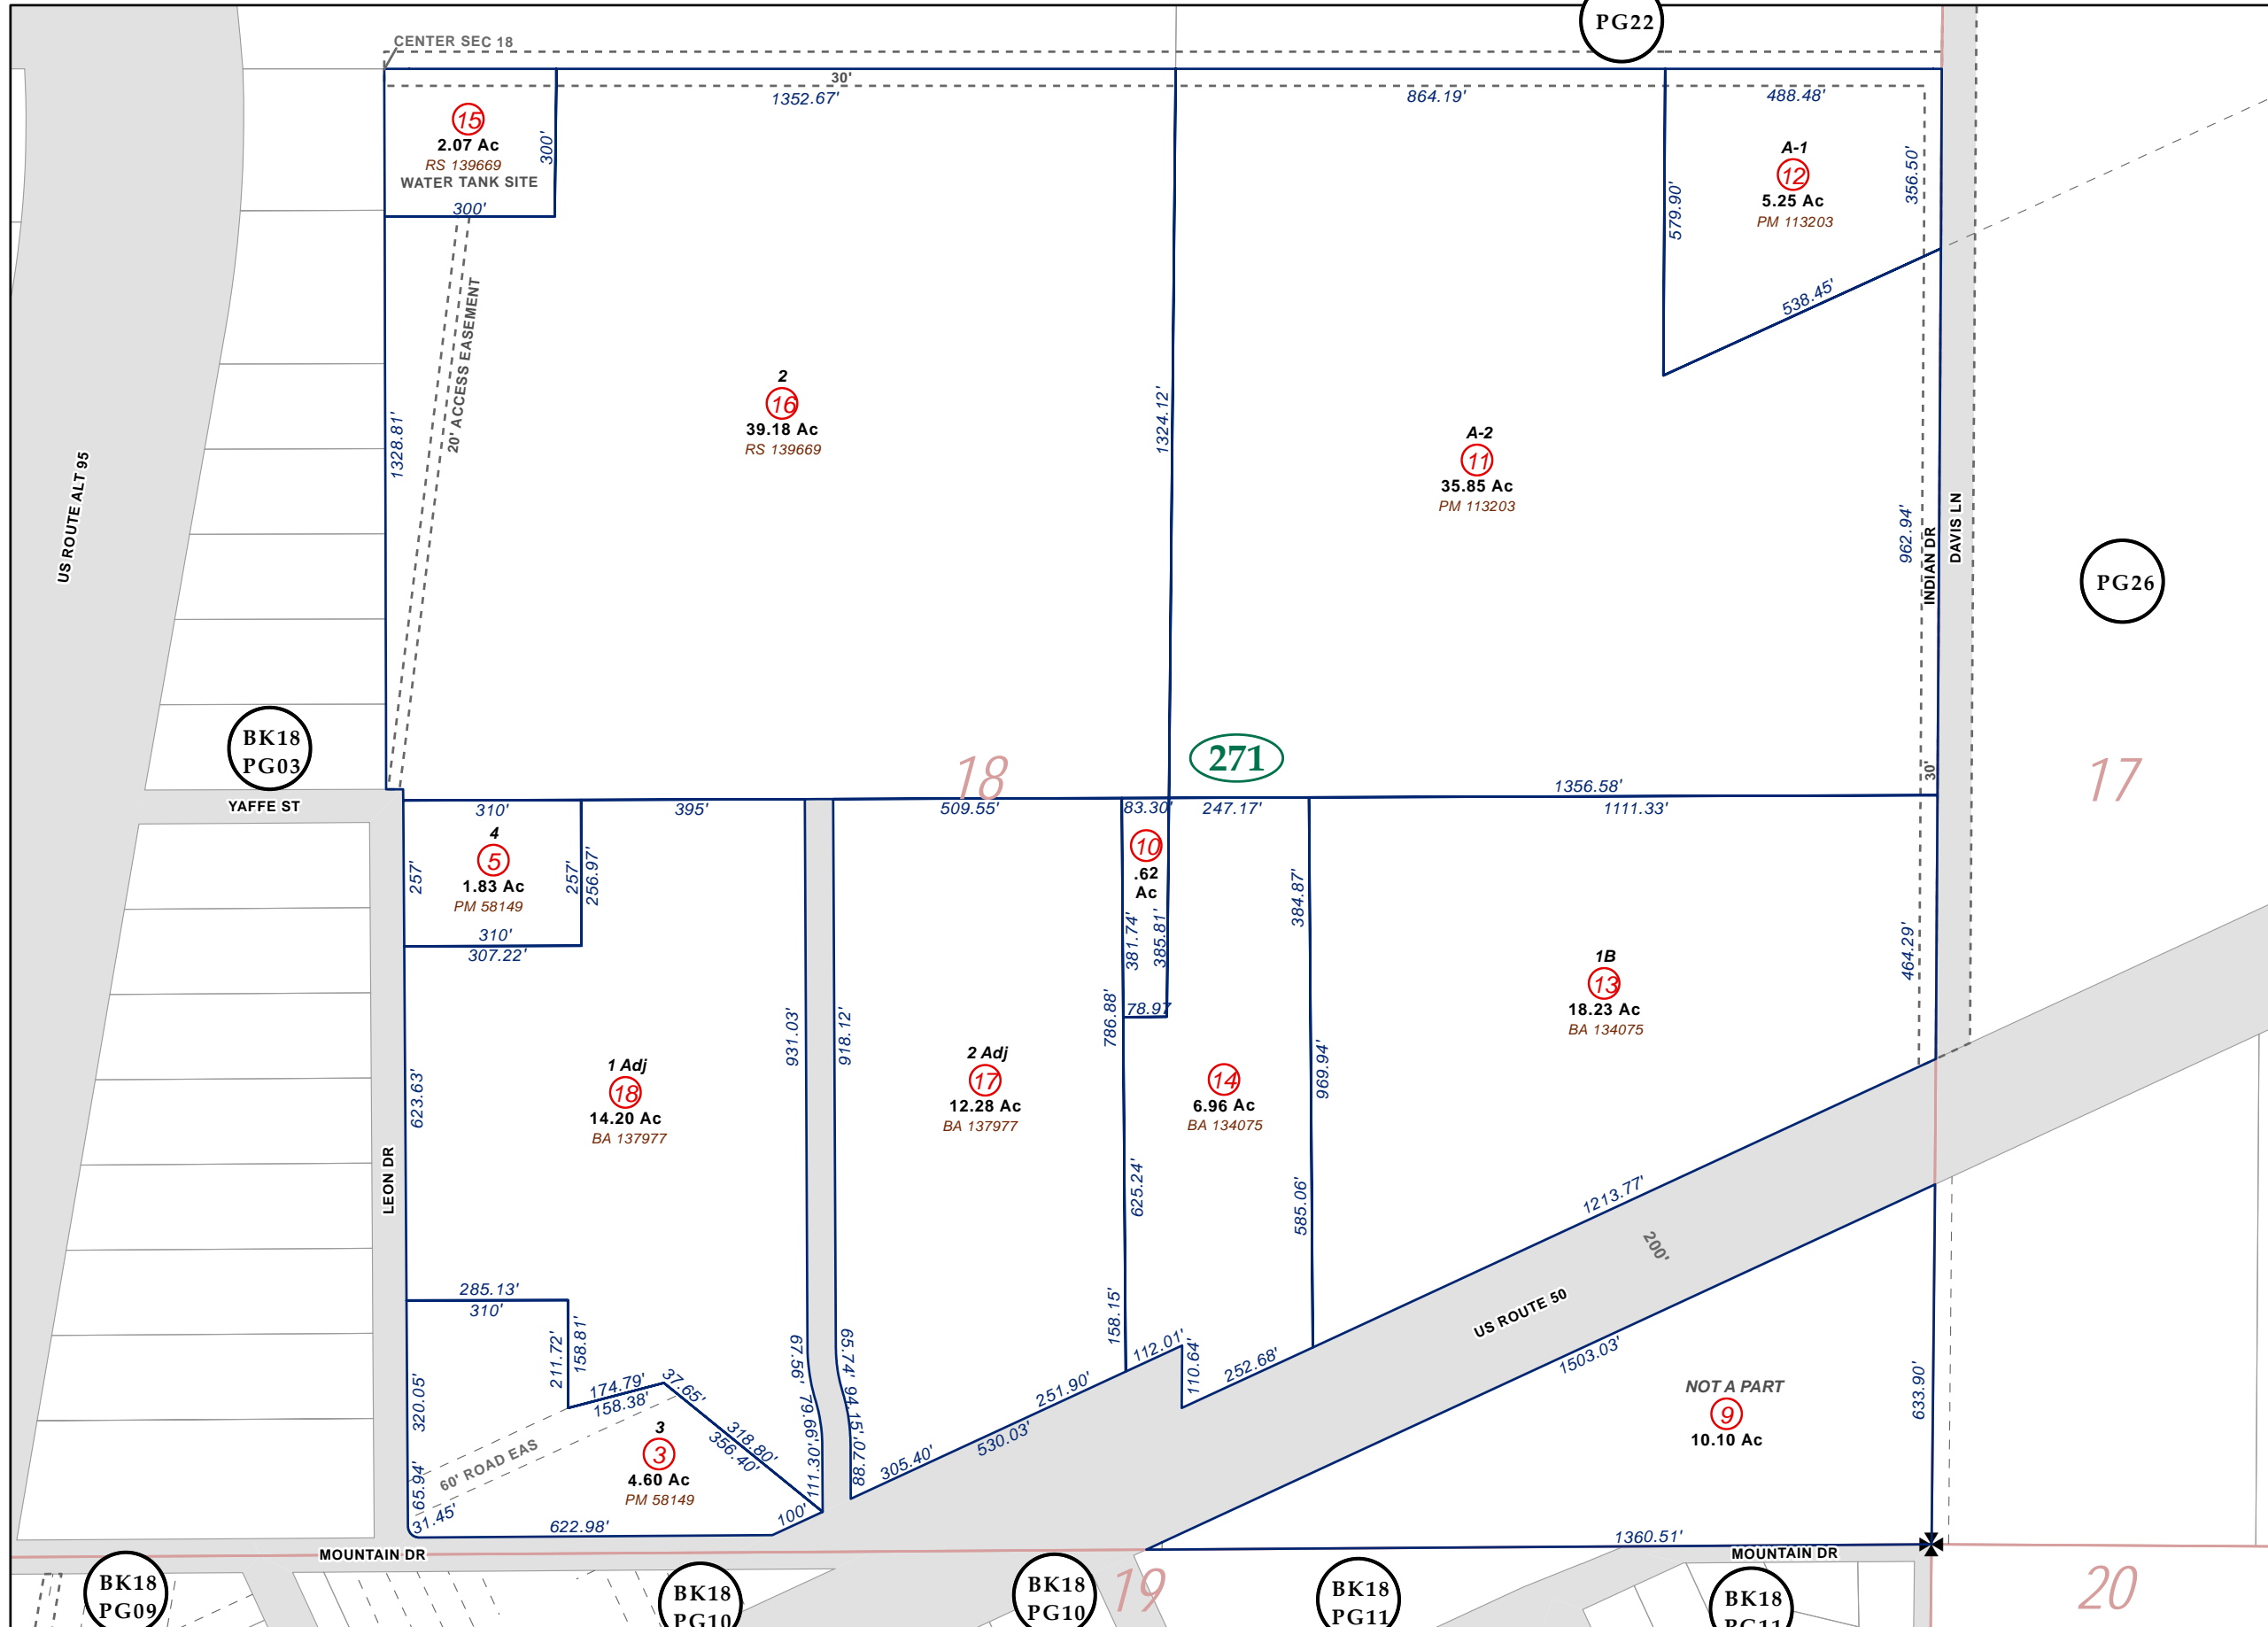 PG22
CENTER SEC 18
30'
1352.67'
864.19'
488.48'
15
2.07 Ac
RS 139669
WATER TANK SITE
300'
300'
A-1
12
5.25 Ac
PM 113203
356.50'
579.90'
538.45'
20' ACCESS EASEMENT
1328.81'
2
16
39.18 Ac
RS 139669
1324.12'
A-2
11
35.85 Ac
PM 113203
962.94'
INDIAN DR
DAVIS LN
US ROUTE ALT 95
PG26
BK18
PG03
YAFFE ST
18
271
1356.58'
30'
17
310'
395'
509.55'
83.30'
247.17'
1111.33'
4
5
1.83 Ac
PM 58149
257'
257'
256.97'
310'
307.22'
10
.62
Ac
381.74'
385.81'
78.97
384.87'
464.29'
1B
13
18.23 Ac
BA 134075
931.03'
918.12'
786.88'
969.94'
623.63'
1 Adj
18
14.20 Ac
BA 137977
2 Adj
17
12.28 Ac
BA 137977
14
6.96 Ac
BA 134075
LEON DR
625.24'
585.06'
1213.77'
200'
US ROUTE 50
285.13'
310'
211.72'
158.81'
158.15'
112.01'
110.64'
252.68'
251.90'
530.03'
305.40'
1503.03'
67.56'
79.66'
111.30'
65.74'
94.15'
88.70'
320.05'
174.79'
158.38'
37.65'
318.80'
356.40'
60' ROAD EAS
3
3
4.60 Ac
PM 58149
65.94'
31.45'
622.98'
100'
NOT A PART
9
10.10 Ac
633.90'
1360.51'
MOUNTAIN DR
MOUNTAIN DR
BK18
PG09
BK18
PG10
BK18
PG10
19
BK18
PG11
BK18
PG11
20